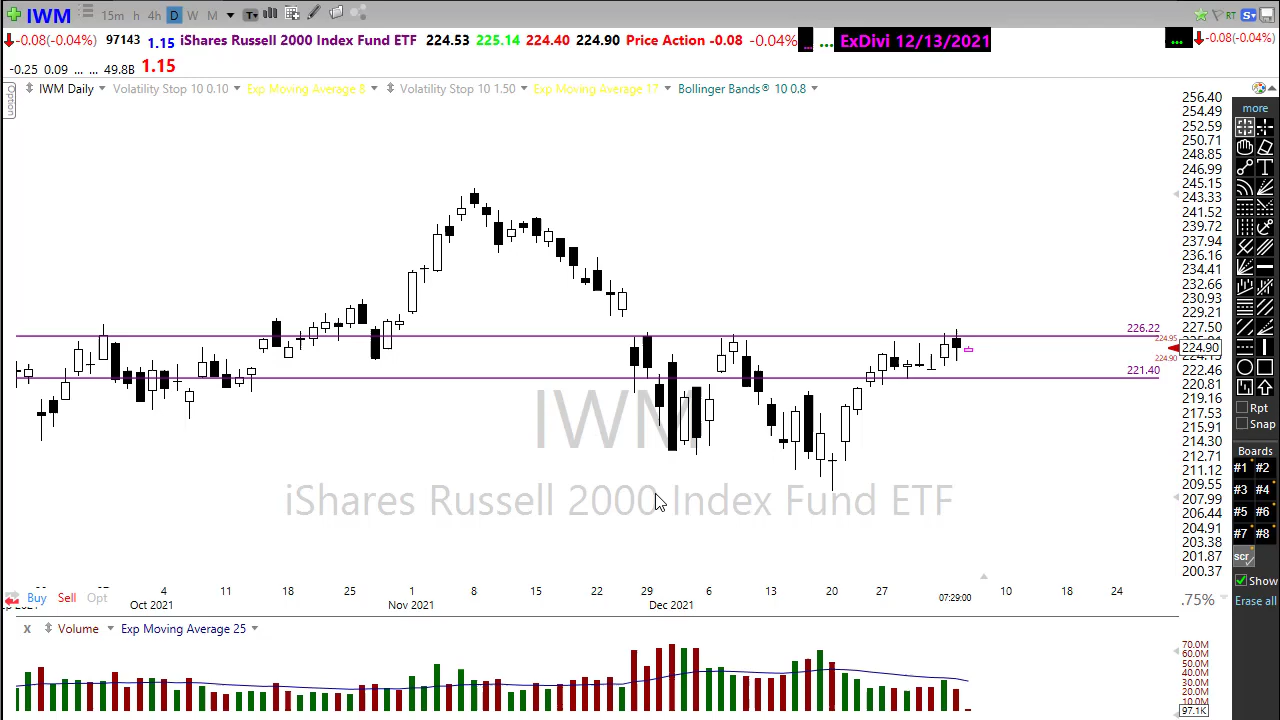 IWM 15m h 4h D W M T RT S
-0.08(-0.04%) 97143 1.15 iShares Russell 2000 Index Fund ETF 224.53 225.14 224.40 224.90 Price Action -0.08 -0.04% ... ... ExDivi 12/13/2021 ... -0.08(-0.04%)
-0.25 0.09 ... ... 49.8B 1.15
Option
IWM Daily Volatility Stop 10 0.10 Exp Moving Average 8 Volatility Stop 10 1.50 Exp Moving Average 17 Bollinger Bands® 10 0.8
256.40
254.49
252.59
250.71
248.85
246.99
245.15
243.33
241.52
239.72
237.94
236.16
234.41
232.66
230.93
229.21
227.50
226.22
224.95
224.90
224.90
222.46
221.40
220.81
219.16
217.53
215.91
214.30
212.71
211.12
209.55
207.99
206.44
204.91
203.38
201.87
200.37
IWM
iShares Russell 2000 Index Fund ETF
more
Rpt
Snap
Boards
#1 #2
#3 #4
#5 #6
#7 #8
scr
Show
Erase all
4 11 18 25 1 8 15 22 29 6 13 20 27 07:29:00 10 18 24
Buy Sell Opt Oct 2021 Nov 2021 Dec 2021 .75%
X Volume Exp Moving Average 25
70.0M
60.0M
50.0M
40.0M
30.0M
20.0M
10.0M
97.1K